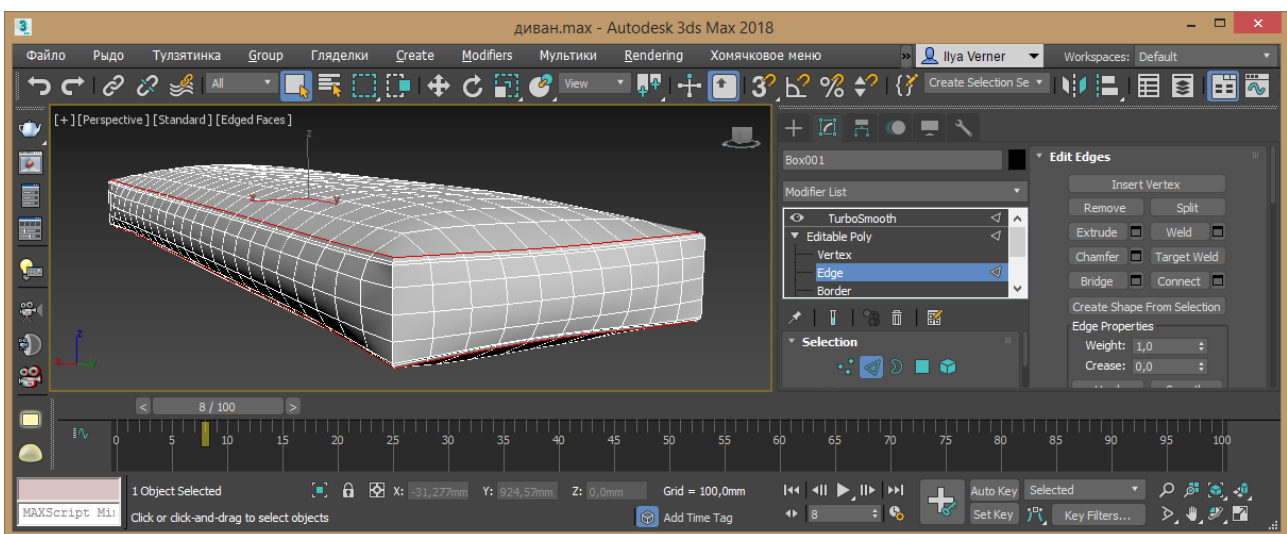 3
диван.max - Autodesk 3ds Max 2018
Файло Рыдо Тулзятинка Group Гляделки Create Modifiers Мультики Rendering Хомячковое меню » Ilya Verner Workspaces: Default
All View 3 Create Selection Se
[+] [Perspective] [Standard] [Edged Faces]
z
x y
z
x y
Box001
Modifier List
TurboSmooth
Editable Poly
Vertex
Edge
Border
Selection
Edit Edges
Insert Vertex
Remove Split
Extrude Weld
Chamfer Target Weld
Bridge Connect
Create Shape From Selection
Edge Properties
Weight: 1,0
Crease: 0,0
< 8 / 100 >
0 5 10 15 20 25 30 35 40 45 50 55 60 65 70 75 80 85 90 95 100
1 Object Selected X: -31,277mm Y: 924,57mm Z: 0,0mm Grid = 100,0mm Auto Key Selected
MAXScript Mi Click or click-and-drag to select objects Add Time Tag 8 Set Key Key Filters...